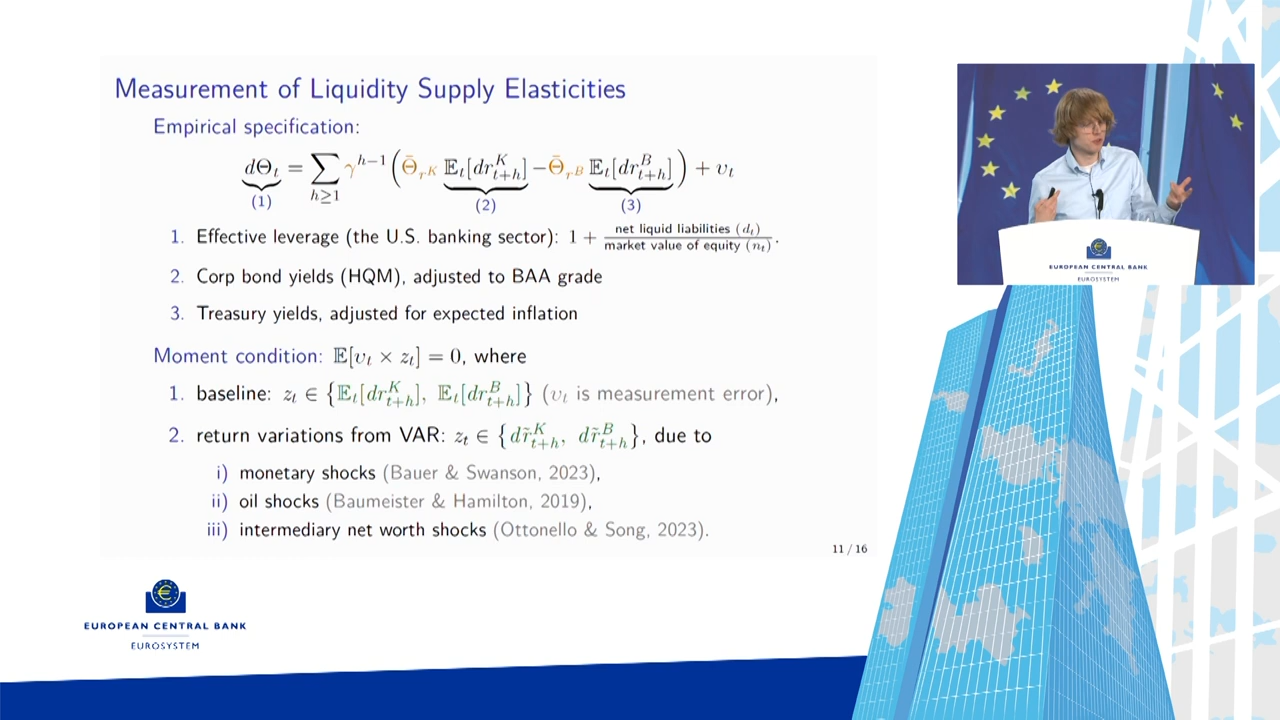 Measurement of Liquidity Supply Elasticities
Empirical specification:
dΘ_t = ∑_{h≥1} γ^{h−1} (Θ̄_{r^K} 𝔼_t[dr^K_{t+h}] − Θ̄_{r^B} 𝔼_t[dr^B_{t+h}]) + υ_t
(1) (2) (3)
1. Effective leverage (the U.S. banking sector): 1 + net liquid liabilities (d_t) / market value of equity (n_t) .
2. Corp bond yields (HQM), adjusted to BAA grade
3. Treasury yields, adjusted for expected inflation
Moment condition: 𝔼[υ_t × z_t] = 0, where
1. baseline: z_t ∈ {𝔼_t[dr^K_{t+h}], 𝔼_t[dr^B_{t+h}]} (υ_t is measurement error),
2. return variations from VAR: z_t ∈ {dr̃^K_{t+h}, dr̃^B_{t+h}}, due to
i) monetary shocks (Bauer & Swanson, 2023),
ii) oil shocks (Baumeister & Hamilton, 2019),
iii) intermediary net worth shocks (Ottonello & Song, 2023).
11 / 16
EUROPEAN CENTRAL BANK
EUROSYSTEM
EUROPEAN CENTRAL BANK
EUROSYSTEM